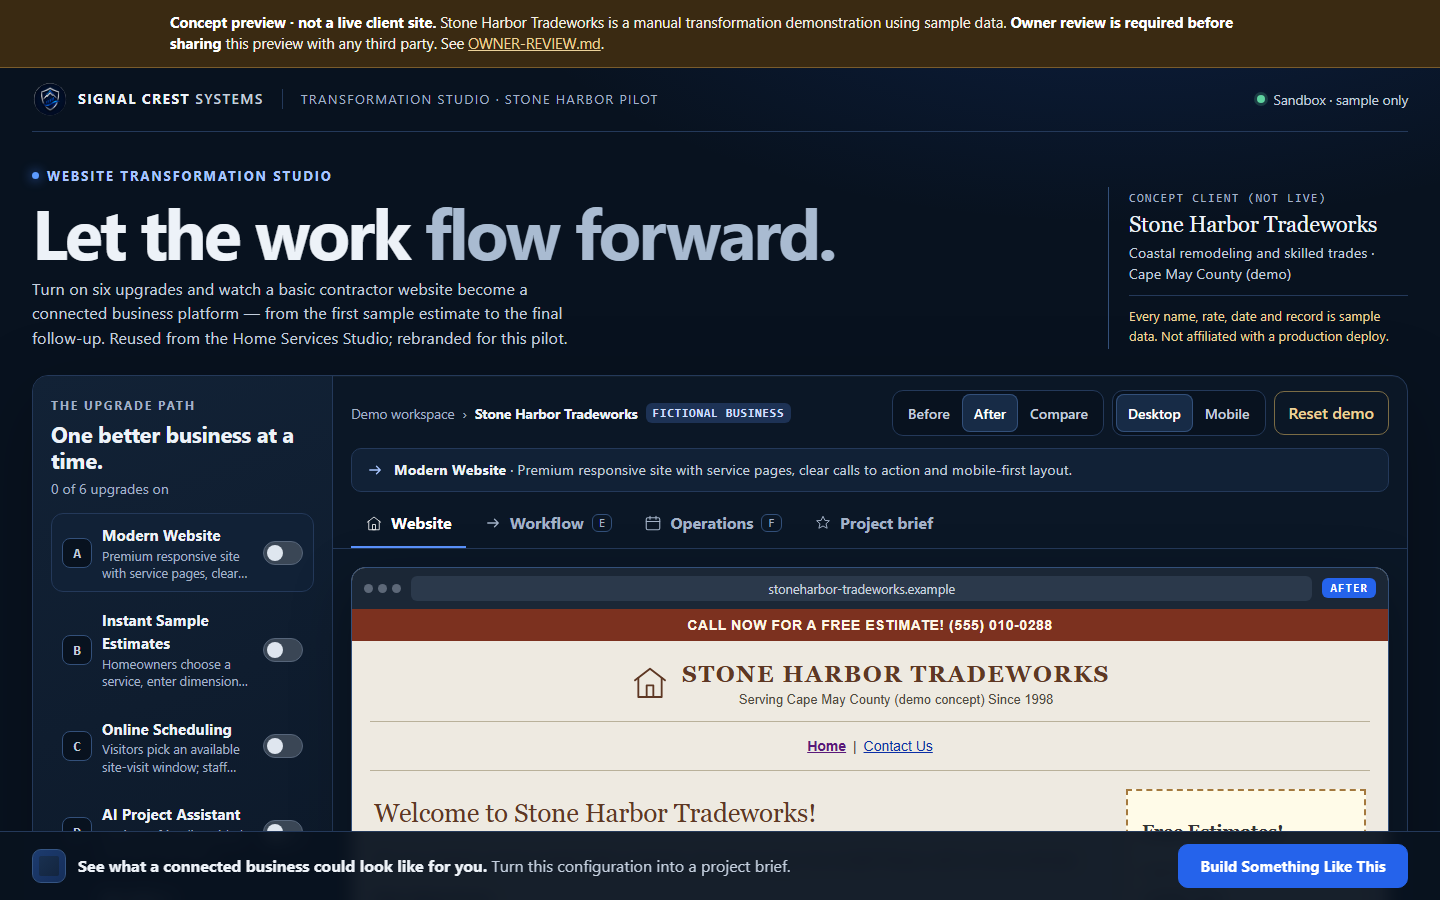 Concept preview · not a live client site. Stone Harbor Tradeworks is a manual transformation demonstration using sample data. Owner review is required before
sharing this preview with any third party. See OWNER-REVIEW.md.
SIGNAL CREST SYSTEMS
TRANSFORMATION STUDIO · STONE HARBOR PILOT
Sandbox · sample only
WEBSITE TRANSFORMATION STUDIO
Let the work flow forward.
Turn on six upgrades and watch a basic contractor website become a
connected business platform — from the first sample estimate to the final
follow-up. Reused from the Home Services Studio; rebranded for this pilot.
CONCEPT CLIENT (NOT LIVE)
Stone Harbor Tradeworks
Coastal remodeling and skilled trades ·
Cape May County (demo)
Every name, rate, date and record is sample
data. Not affiliated with a production deploy.
THE UPGRADE PATH
One better business at a
time.
0 of 6 upgrades on
A
Modern Website
Premium responsive site
with service pages, clear...
B
Instant Sample
Estimates
Homeowners choose a
service, enter dimension...
C
Online Scheduling
Visitors pick an available
site-visit window; staff...
AI Project Assistant
Demo workspace › Stone Harbor Tradeworks FICTIONAL BUSINESS
Before After Compare
Desktop Mobile
Reset demo
→ Modern Website · Premium responsive site with service pages, clear calls to action and mobile-first layout.
Website
→ Workflow E
Operations F
Project brief
stoneharbor-tradeworks.example
AFTER
CALL NOW FOR A FREE ESTIMATE! (555) 010-0288
STONE HARBOR TRADEWORKS
Serving Cape May County (demo concept) Since 1998
Home | Contact Us
Welcome to Stone Harbor Tradeworks!
Free Estimates!
See what a connected business could look like for you. Turn this configuration into a project brief.
Build Something Like This